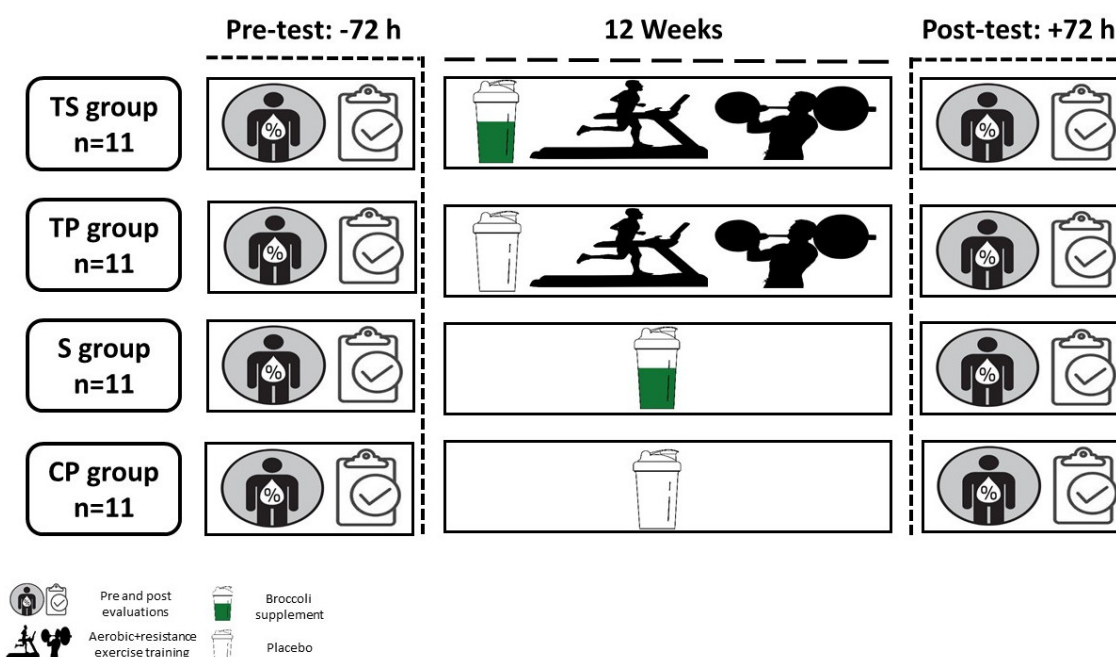 Pre-test: -72 h
12 Weeks
Post-test: +72 h
TS group
n=11
%
%
TP group
n=11
%
%
S group
n=11
%
%
CP group
n=11
%
%
Pre and post
evaluations
Broccoli
supplement
Aerobic+resistance
exercise training
Placebo